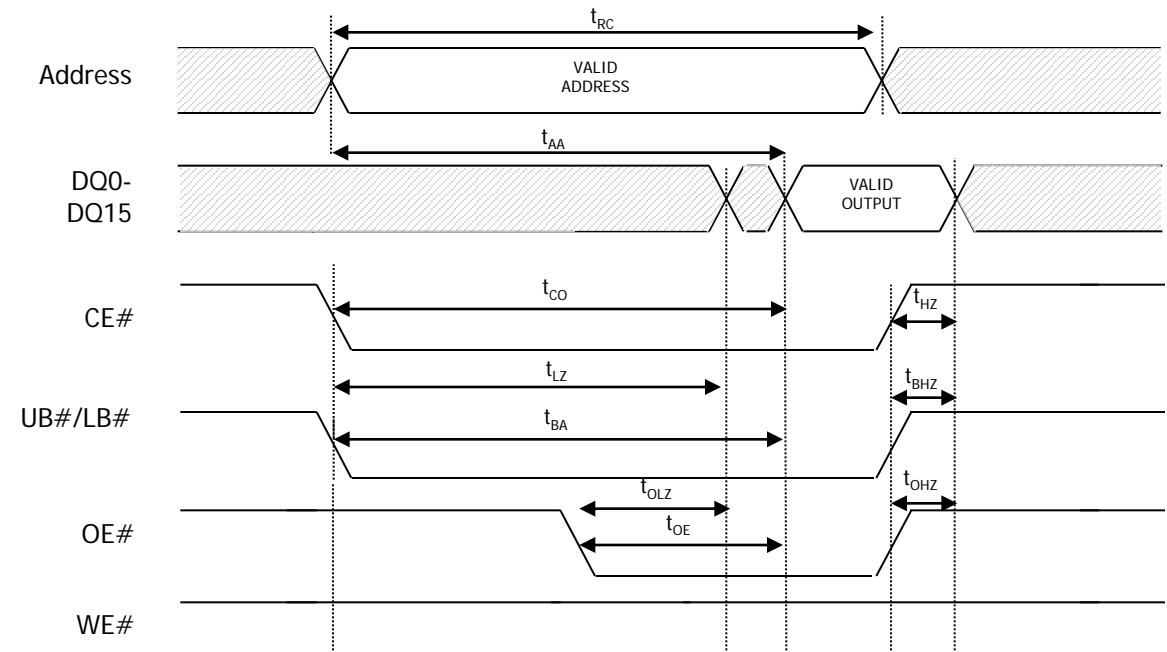 tRC
Address
VALID
ADDRESS
tAA
DQ0-
DQ15
VALID
OUTPUT
CE#
tCO
tHZ
tLZ
tBHZ
UB#/LB#
tBA
tOLZ
tOHZ
OE#
tOE
WE#